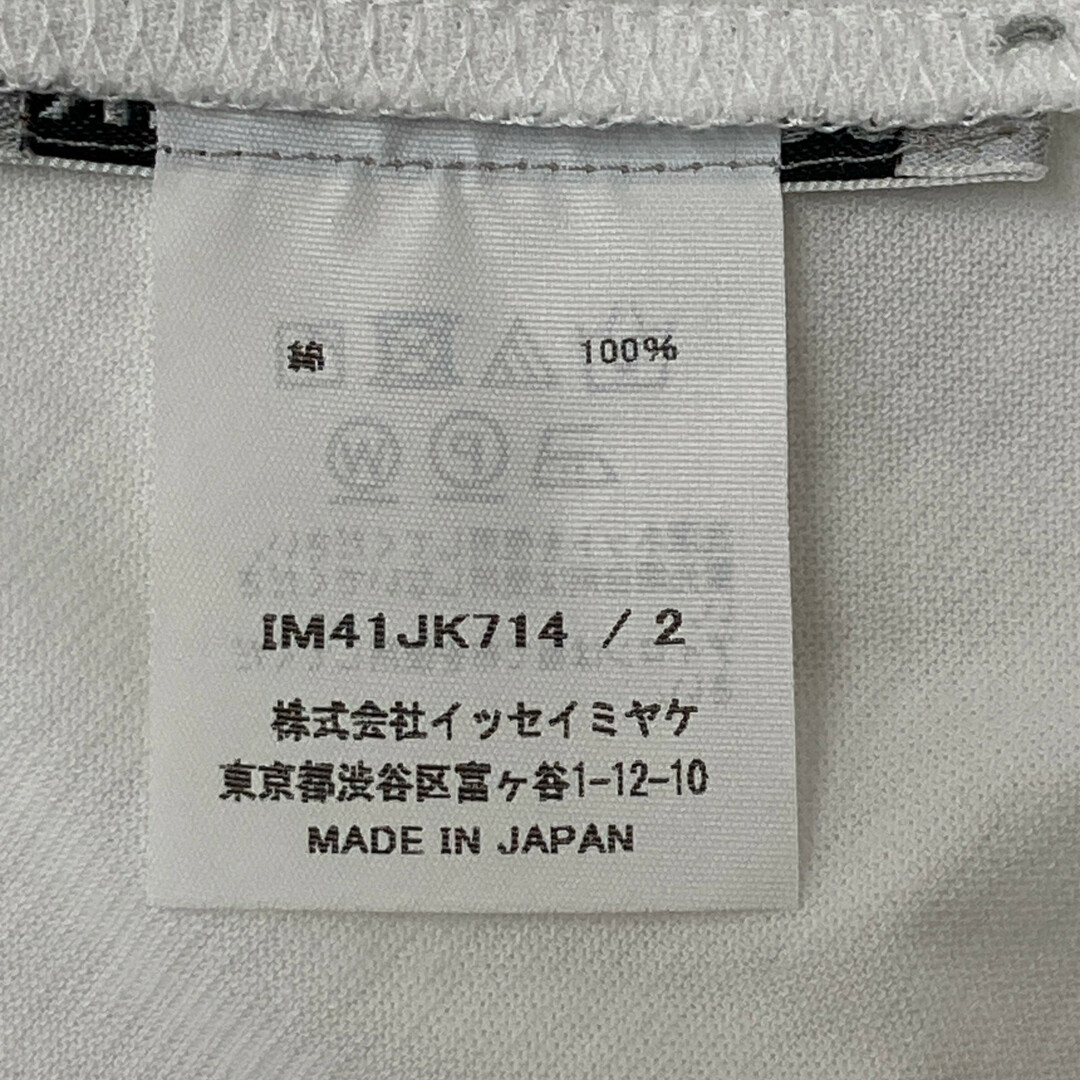 綿 100%
IM41JK714 / 2
株式会社イッセイミヤケ
東京都渋谷区富ヶ谷1-12-10
MADE IN JAPAN